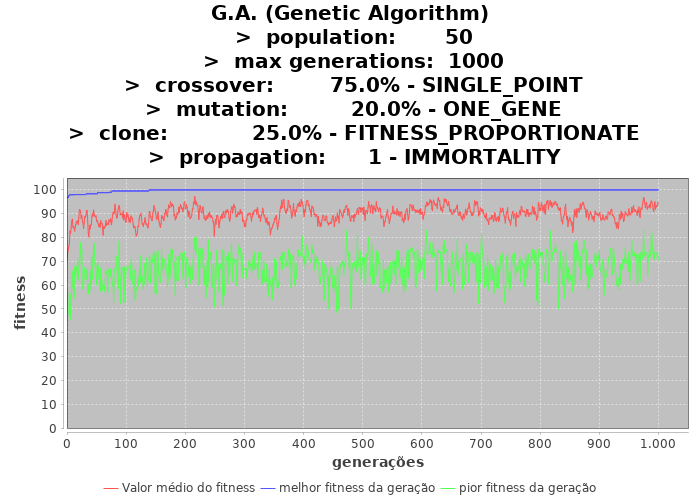 G.A. (Genetic Algorithm)
> population: 50
> max generations: 1000
> crossover: 75.0% - SINGLE_POINT
> mutation: 20.0% - ONE_GENE
> clone: 25.0% - FITNESS_PROPORTIONATE
> propagation: 1 - IMMORTALITY
100
90
80
70
60
50
40
30
20
10
0
fitness
0 100 200 300 400 500 600 700 800 900 1.000
generações
Valor médio do fitness melhor fitness da geração pior fitness da geração